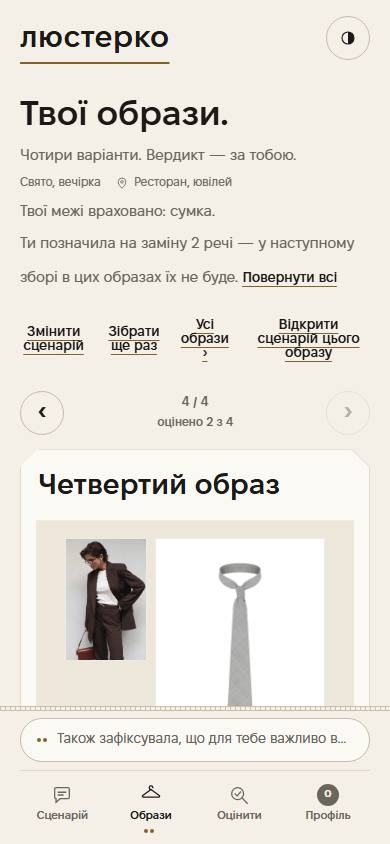 люстерко
Твої образи.
Чотири варіанти. Вердикт — за тобою.
Свято, вечірка Ресторан, ювілей
Твої межі враховано: сумка.
Ти позначила на заміну 2 речі — у наступному
зборі в цих образах їх не буде. Повернути всі
Змінити
сценарій
Зібрати
ще раз
Усі
образи
›
Відкрити
сценарій цього
образу
‹
4 / 4
оцінено 2 з 4
›
Четвертий образ
Також зафіксувала, що для тебе важливо в...
Сценарій
Образи
Оцінити
О
Профіль